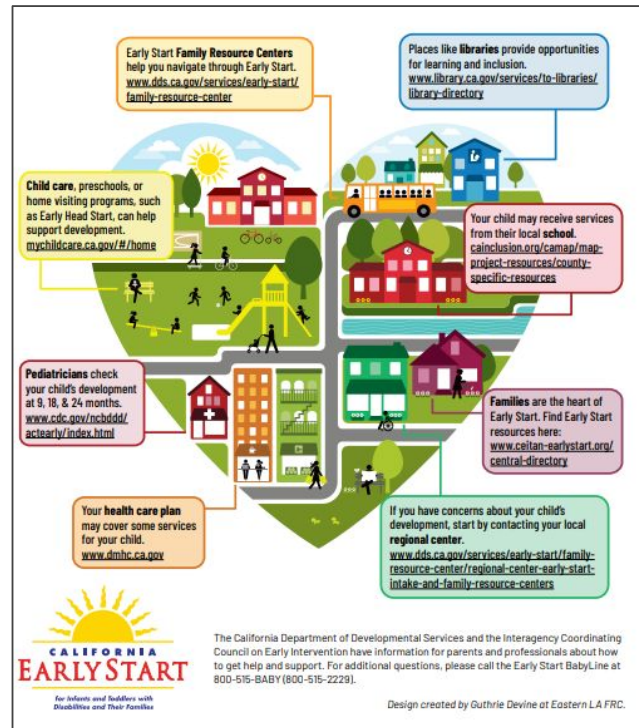 Early Start Family Resource Centers
help you navigate through Early Start.
www.dds.ca.gov/services/early-start/
family-resource-center
Places like libraries provide opportunities
for learning and inclusion.
www.library.ca.gov/services/to-libraries/
library-directory
Child care, preschools, or
home visiting programs, such
as Early Head Start, can help
support development.
mychildcare.ca.gov/#/home
Your child may receive services
from their local school.
cainclusion.org/camap/map-
project-resources/county-
specific-resources
Pediatricians check
your child's development
at 9, 18, & 24 months.
www.cdc.gov/ncbddd/
actearly/index.html
Families are the heart of
Early Start. Find Early Start
resources here:
www.ceitan-earlystart.org/
central-directory
Your health care plan
may cover some services
for your child.
www.dmhc.ca.gov
If you have concerns about your child's
development, start by contacting your local
regional center.
www.dds.ca.gov/services/early-start/family-
resource-center/regional-center-early-start-
intake-and-family-resource-centers
CALIFORNIA
EARLY START
For Infants and Toddlers with
Disabilities and Their Families
The California Department of Developmental Services and the Interagency Coordinating
Council on Early Intervention have information for parents and professionals about how
to get help and support. For additional questions, please call the Early Start BabyLine at
800-515-BABY (800-515-2229).
Design created by Guthrie Devine at Eastern LA FRC.